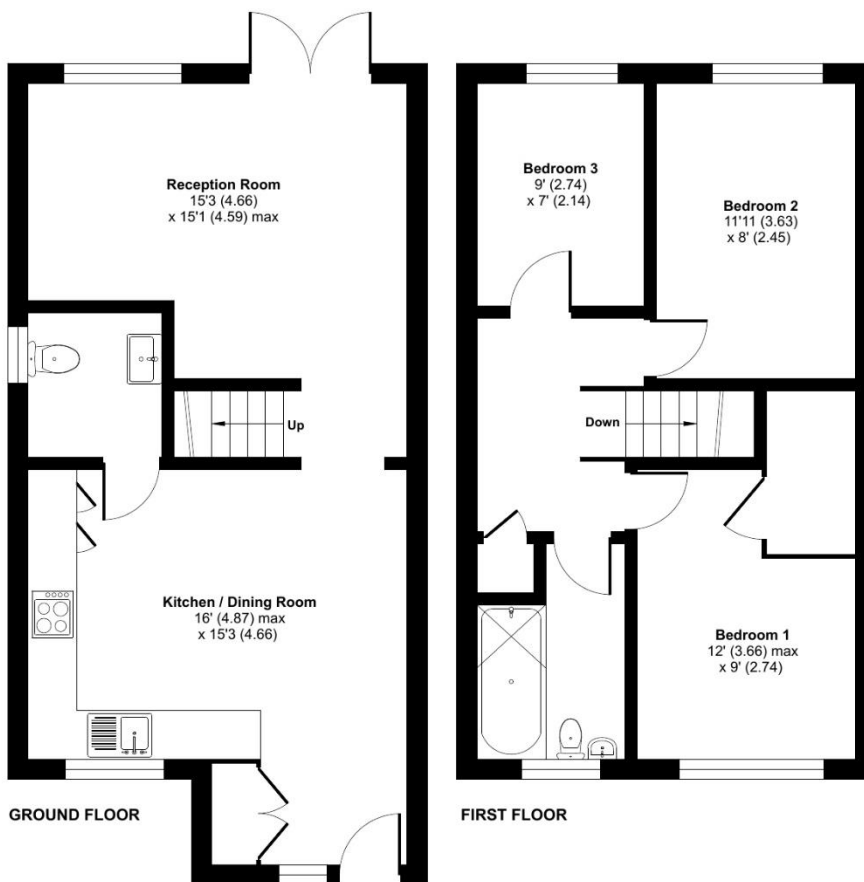 Reception Room
15'3 (4.66)
x 15'1 (4.59) max
Up
Kitchen / Dining Room
16' (4.87) max
x 15'3 (4.66)
GROUND FLOOR
Bedroom 3
9' (2.74)
x 7' (2.14)
Bedroom 2
11'11 (3.63)
x 8' (2.45)
Down
Bedroom 1
12' (3.66) max
x 9' (2.74)
FIRST FLOOR